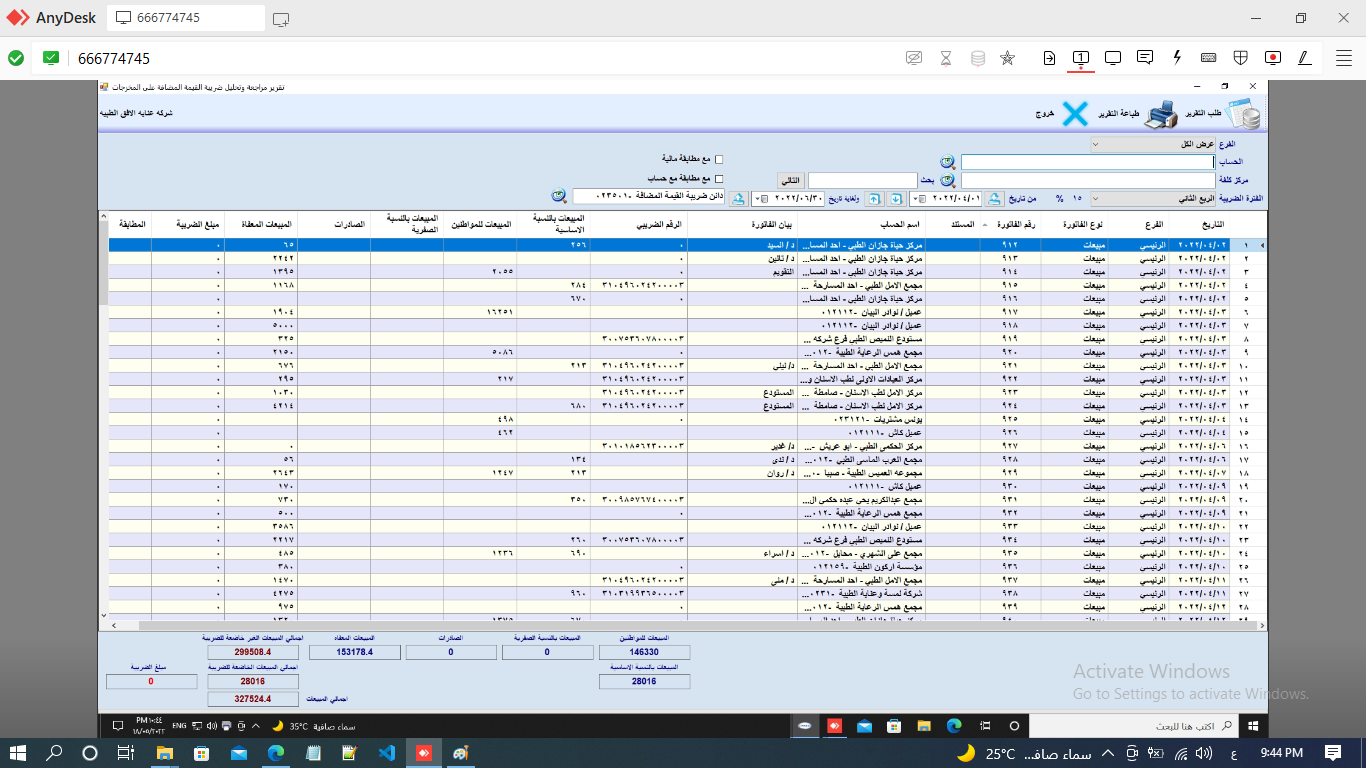 AnyDesk
666774745
666774745
تقرير مراجعة وتحليل ضريبة القيمة المضافة على المخرجات
شركه عنايه الافق الطبيه
طلب التقرير
طباعة التقرير
خروج
الفرع عرض الكل
الحساب
مع مطابقة مالية
مركز كلفة
بحث
التالي
مع مطابقة مع حساب
الفترة الضريبية الربع الثاني ١٥ % من تاريخ ٢٠٢٢/٠٤/٠١ ولغاية تاريخ ٢٠٢٢/٠٦/٣٠ دائن ضريبة القيمة المضافة -٠٢٣٥٠١
التاريخ الفرع نوع الفاتورة رقم الفاتورة المستند اسم الحساب بيان الفاتورة الرقم الضريبي المبيعات بالنسبة الاساسية المبيعات للمواطنين المبيعات بالنسبة الصفرية الصادرات المبيعات المعفاة مبلغ الضريبية المطابقة
١ ٢٠٢٢/٠٤/٠٢ الرئيسي مبيعات ٩١٢ مركز حياة جازان الطبي - احد المسا... د / السيد ٠ ٢٥٦ ٦٥ ٠
٢ ٢٠٢٢/٠٤/٠٢ الرئيسي مبيعات ٩١٣ مركز حياة جازان الطبي - احد المسا... د / تالين ٠ ٢٢٤٢ ٠
٣ ٢٠٢٢/٠٤/٠٢ الرئيسي مبيعات ٩١٤ مركز حياة جازان الطبي - احد المسا... التقويم ٠ ٢٠٥٥ ١٣٩٥ ٠
٤ ٢٠٢٢/٠٤/٠٢ الرئيسي مبيعات ٩١٥ مجمع الامل الطبي - احد المسارحة ... ٣١٠٤٩٦٠٢٤٢٠٠٠٠٣ ٢٨٤ ١١٦٨ ٠
٥ ٢٠٢٢/٠٤/٠٢ الرئيسي مبيعات ٩١٦ مركز حياة جازان الطبي - احد المسا... ٠ ٦٧٠ ٠
٦ ٢٠٢٢/٠٤/٠٣ الرئيسي مبيعات ٩١٧ عميل / نوادر البيان -٠١٢١١٢ ١٦٢٥١ ١٩٠٤ ٠
٧ ٢٠٢٢/٠٤/٠٣ الرئيسي مبيعات ٩١٨ عميل / نوادر البيان -٠١٢١١٢ ٥٠٠٠ ٠
٨ ٢٠٢٢/٠٤/٠٣ الرئيسي مبيعات ٩١٩ مستودع النميص الطبي فرع شركه ... ٣٠٠٧٥٣٦٠٧٨٠٠٠٠٣ ٣٢٥ ٠
٩ ٢٠٢٢/٠٤/٠٣ الرئيسي مبيعات ٩٢٠ مجمع همس الرعاية الطبية -٠١٢... ٠ ٥٠٨٦ ٢١٥٠ ٠
١٠ ٢٠٢٢/٠٤/٠٣ الرئيسي مبيعات ٩٢١ مجمع الامل الطبي - احد المسارحة ... د/ ليلى ٣١٠٤٩٦٠٢٤٢٠٠٠٠٣ ٢١٣ ٦٧٦ ٠
١١ ٢٠٢٢/٠٤/٠٣ الرئيسي مبيعات ٩٢٢ مركز العيادات الاولى لطب الاسنان و... ٣١٠٤٩٦٠٢٤٢٠٠٠٠٣ ٢١٧ ٢٩٥ ٠
١٢ ٢٠٢٢/٠٤/٠٣ الرئيسي مبيعات ٩٢٣ مركز الامل لطب الاسنان - صامطة ... المستودع ٣١٠٤٩٦٠٢٤٢٠٠٠٠٣ ١٠٣٠ ٠
١٣ ٢٠٢٢/٠٤/٠٣ الرئيسي مبيعات ٩٢٤ مركز الامل لطب الاسنان - صامطة ... المستودع ٣١٠٤٩٦٠٢٤٢٠٠٠٠٣ ٦٨٠ ٤٢١٤ ٠
١٤ ٢٠٢٢/٠٤/٠٤ الرئيسي مبيعات ٩٢٥ يونس مشتريات -٠٢٣١٢١ ٤٩٨ ٠
١٥ ٢٠٢٢/٠٤/٠٤ الرئيسي مبيعات ٩٢٦ عميل كاش -٠١٢١١١ ٤٦٢ ٠
١٦ ٢٠٢٢/٠٤/٠٦ الرئيسي مبيعات ٩٢٧ مركز الحكمي الطبي - ابو عريش -... د/ غدير ٣٠١٠١٨٥٦٢٣٠٠٠٠٣ ٠ ٠
١٧ ٢٠٢٢/٠٤/٠٦ الرئيسي مبيعات ٩٢٨ مجمع العرب الماسى الطبي -٠١٢... د / ندى ١٣٤ ٥٦ ٠
١٨ ٢٠٢٢/٠٤/٠٧ الرئيسي مبيعات ٩٢٩ مجموعه العميس الطبية - صبيا -٠... د / روان ٢١٣ ١٢٤٧ ٢٦٤٣ ٠
١٩ ٢٠٢٢/٠٤/٠٩ الرئيسي مبيعات ٩٣٠ عميل كاش -٠١٢١١١ ١٧٠ ٠
٢٠ ٢٠٢٢/٠٤/٠٩ الرئيسي مبيعات ٩٣١ مجمع عبدالكريم يحى عبده حكمى ال... ٣٠٠٩٨٥٧٦٧٤٠٠٠٠٣ ٣٥٠ ٧٣٠ ٠
٢١ ٢٠٢٢/٠٤/٠٩ الرئيسي مبيعات ٩٣٢ مجمع همس الرعاية الطبية -٠١٢... ٥٠٠ ٠
٢٢ ٢٠٢٢/٠٤/١٠ الرئيسي مبيعات ٩٣٣ عميل / نوادر البيان -٠١٢١١٢ ٣٥٨٦ ٠
٢٣ ٢٠٢٢/٠٤/١٠ الرئيسي مبيعات ٩٣٤ مستودع النميص الطبي فرع شركه ... ٣٠٠٧٥٣٦٠٧٨٠٠٠٠٣ ٢٦٠ ٢٢١٧ ٠
٢٤ ٢٠٢٢/٠٤/١٠ الرئيسي مبيعات ٩٣٥ مجمع على الشهري - محايل -٠١٢... د / اسراء ٦٩٠ ١٢٣٦ ٤٨٥ ٠
٢٥ ٢٠٢٢/٠٤/١٠ الرئيسي مبيعات ٩٣٦ مؤسسة اركون الطبية -٠١٢١٥٩ ٠ ٣٨٠ ٠
٢٦ ٢٠٢٢/٠٤/١١ الرئيسي مبيعات ٩٣٧ مجمع الامل الطبي - احد المسارحة ... د / منى ٣١٠٤٩٦٠٢٤٢٠٠٠٠٣ ١٤٧٠ ٠
٢٧ ٢٠٢٢/٠٤/١١ الرئيسي مبيعات ٩٣٨ شركة لمسة وعناية الطبية -٠٢٣١... ٣١٠٣١٩٩٣٦٥٠٠٠٠٣ ٩٦٠ ٤٢٧٥ ٠
٢٨ ٢٠٢٢/٠٤/١٢ الرئيسي مبيعات ٩٣٩ مجمع همس الرعاية الطبية -٠١٢... ٠ ٩٧٥ ٠
المبيعات للمواطنين المبيعات بالنسبة الصفرية الصادرات المبيعات المعفاه اجمالي المبيعات الغير خاضعة للضريبة
146330 0 0 153178.4 299508.4
المبيعات بالنسبة الاساسية اجمالي المبيعات الخاضعة للضريبة مبلغ الضريبة
28016 28016 0
327524.4 اجمالي المبيعات
Activate Windows
Go to Settings to activate Windows.
PM ١٠:٤٤
١٨/٠٥/٢٠٢٢
ENG
35°C سماء صافية
اكتب هنا للبحث
25°C سماء صافـ...
ع
9:44 PM